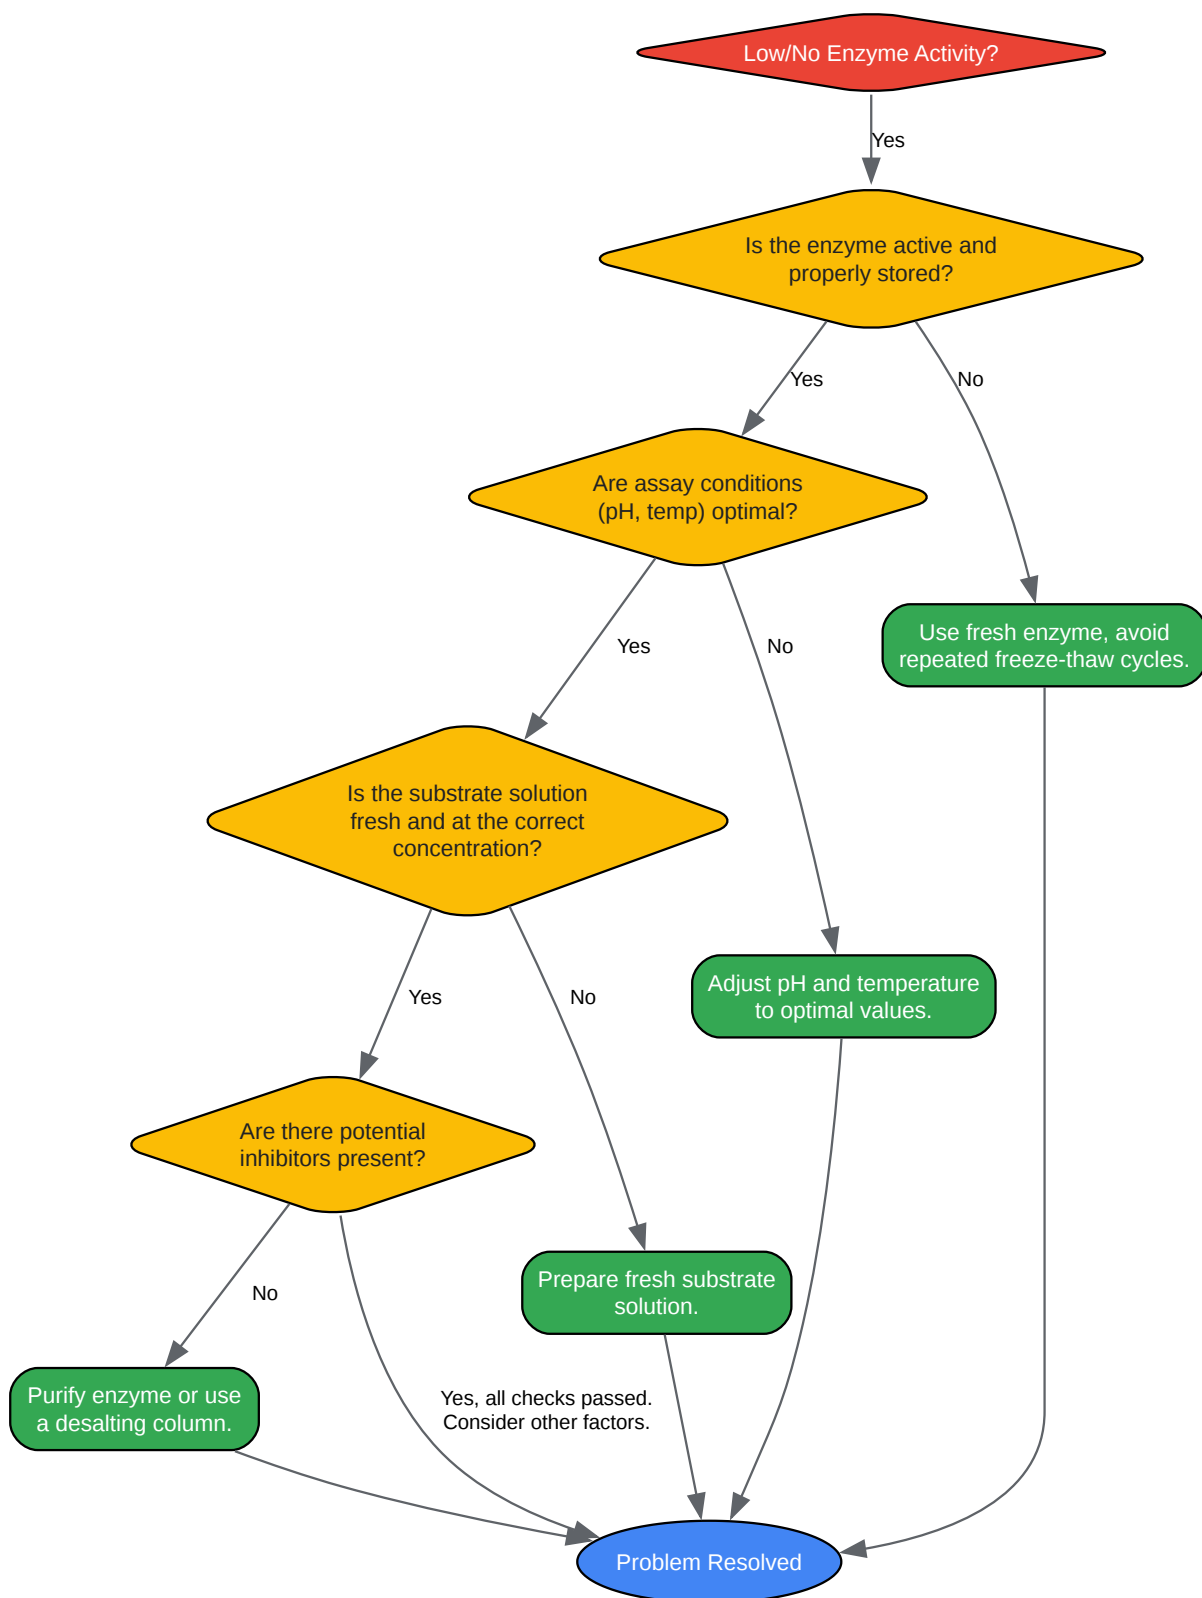 Low/No Enzyme Activity?
Yes
Is the enzyme active and
properly stored?
Yes
No
Are assay conditions
(pH, temp) optimal?
Use fresh enzyme, avoid
repeated freeze-thaw cycles.
Yes
No
Is the substrate solution
fresh and at the correct
concentration?
Adjust pH and temperature
to optimal values.
Yes
No
Are there potential
inhibitors present?
Prepare fresh substrate
solution.
No
Purify enzyme or use
a desalting column.
Yes, all checks passed.
Consider other factors.
Problem Resolved